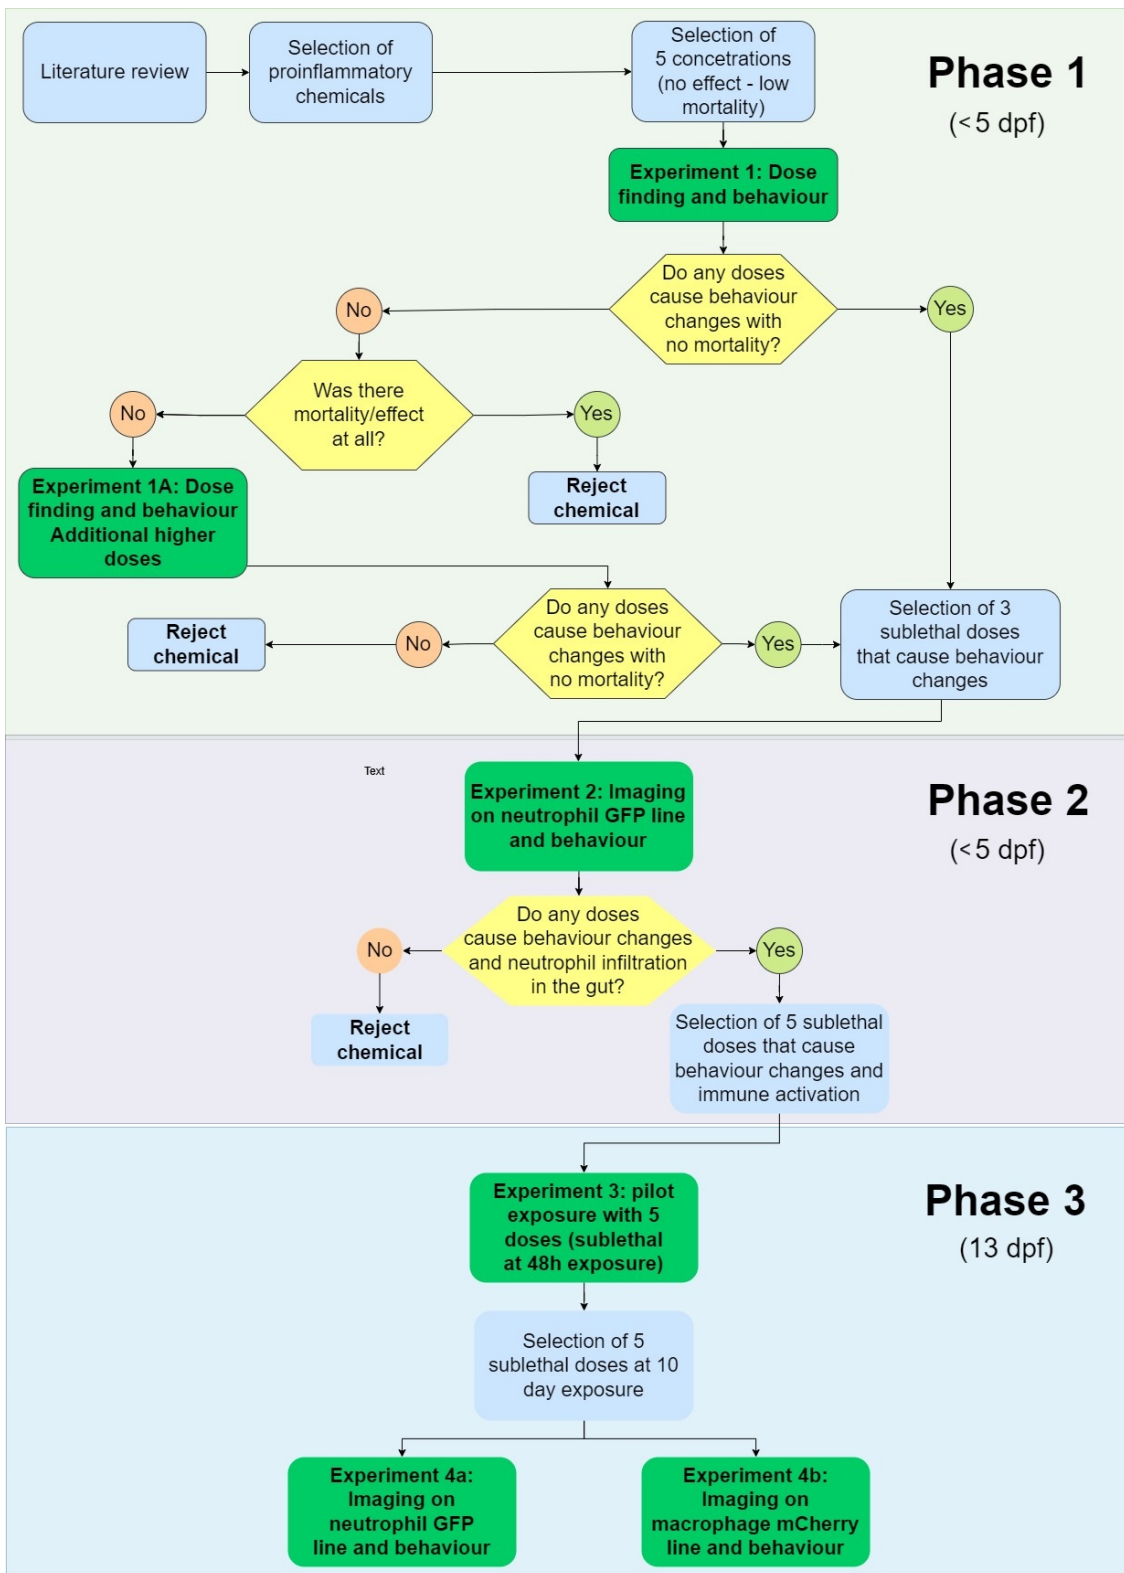 Literature review
Selection of
proinflammatory
chemicals
Selection of
5 concetrations
(no effect - low
mortality)
Phase 1
(<5 dpf)
Experiment 1: Dose
finding and behaviour
Do any doses
cause behaviour
changes with
no mortality?
No
Yes
Was there
mortality/effect
at all?
No
Yes
Experiment 1A: Dose
finding and behaviour
Additional higher
doses
Reject
chemical
Do any doses
cause behaviour
changes with
no mortality?
No
Reject
chemical
Yes
Selection of 3
sublethal doses
that cause behaviour
changes
Text
Phase 2
(<5 dpf)
Experiment 2: Imaging
on neutrophil GFP line
and behaviour
Do any doses
cause behaviour changes
and neutrophil infiltration
in the gut?
No
Yes
Reject
chemical
Selection of 5 sublethal
doses that cause
behaviour changes and
immune activation
Phase 3
(13 dpf)
Experiment 3: pilot
exposure with 5
doses (sublethal
at 48h exposure)
Selection of 5
sublethal doses at 10
day exposure
Experiment 4a:
Imaging on
neutrophil GFP
line and behaviour
Experiment 4b:
Imaging on
macrophage mCherry
line and behaviour